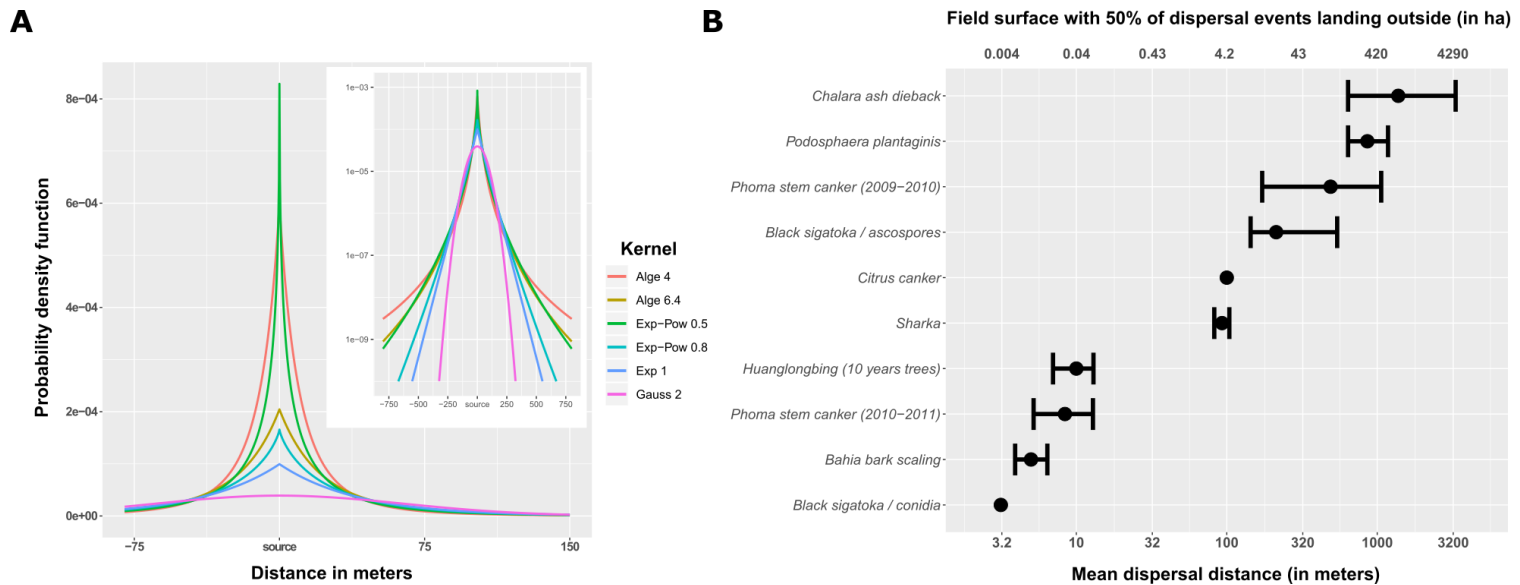 A
Probability density function
8e−04
6e−04
4e−04
2e−04
0e+00
−75
source
75
150
Distance in meters
1e−03
1e−05
1e−07
1e−09
−750
−500
−250
source
250
500
750
Kernel
Alge 4
Alge 6.4
Exp−Pow 0.5
Exp−Pow 0.8
Exp 1
Gauss 2
B
Field surface with 50% of dispersal events landing outside (in ha)
0.004 0.04 0.43 4.2 43 420 4290
Chalara ash dieback
Podosphaera plantaginis
Phoma stem canker (2009−2010)
Black sigatoka / ascospores
Citrus canker
Sharka
Huanglongbing (10 years trees)
Phoma stem canker (2010−2011)
Bahia bark scaling
Black sigatoka / conidia
3.2 10 32 100 320 1000 3200
Mean dispersal distance (in meters)